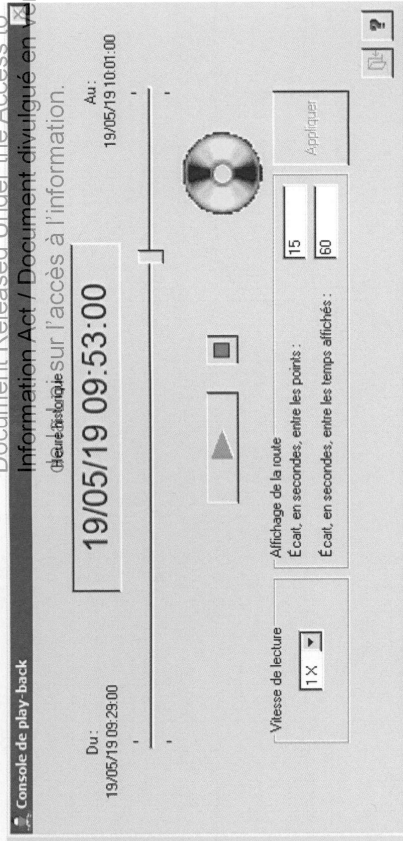 Document Released Under the Access to
Information Act / Document divulgué en ve
de la Loi sur l'accès à l'information.
Console de play-back
Du :
19/05/19 09:29:00
Heure historique
19/05/19 09:53:00
Au :
19/05/19 10:01:00
Vitesse de lecture
1 X
Affichage de la route
Écart, en secondes, entre les points :
15
Écart, en secondes, entre les temps affichés :
60
Appliquer
?